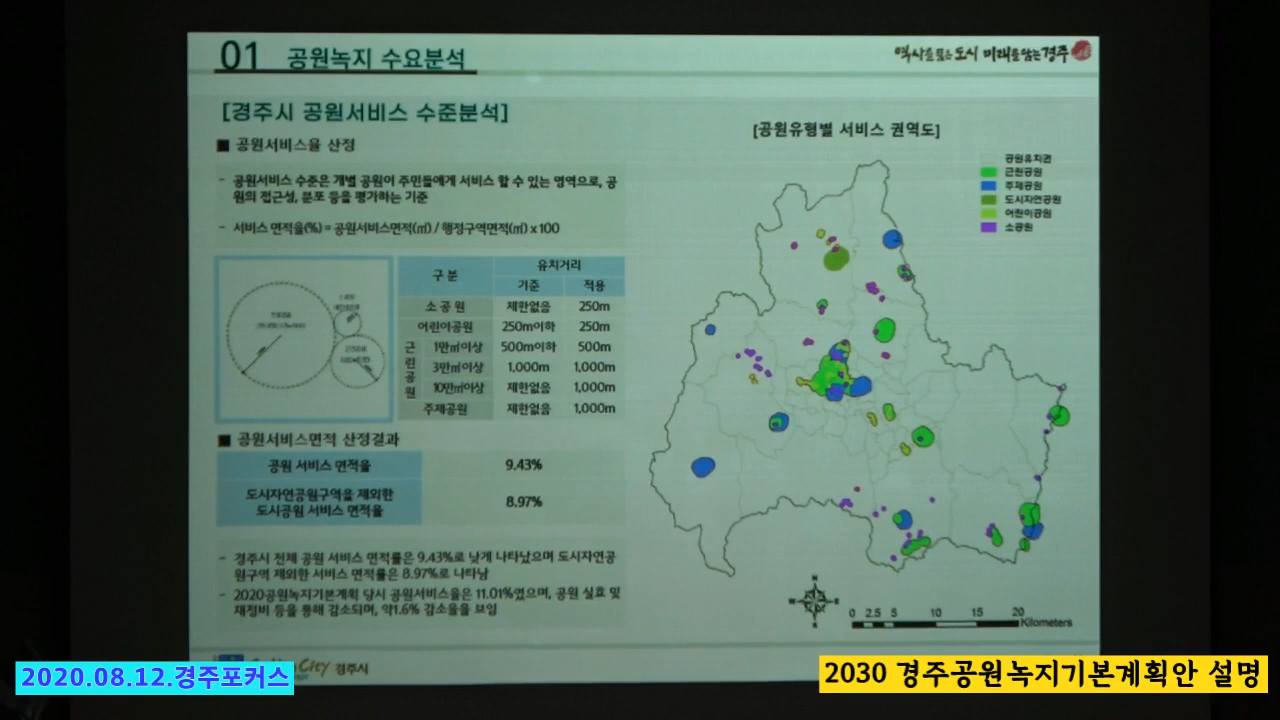 01 공원녹지 수요분석
역사를 품은 도시 미래를 담는 경주
[경주시 공원서비스 수준분석]
■ 공원서비스율 산정
- 공원서비스 수준은 개별 공원이 주민들에게 서비스 할 수 있는 영역으로, 공
원의 접근성, 분포 등을 평가하는 기준
- 서비스 면적율(%) = 공원서비스면적(㎡) / 행정구역면적(㎡) x 100
구 분 유치거리
기준 적용
소 공 원 제한없음 250m
어린이공원 250m이하 250m
근린공원 1만㎡이상 500m이하 500m
3만㎡이상 1,000m 1,000m
10만㎡이상 제한없음 1,000m
주제공원 제한없음 1,000m
■ 공원서비스면적 산정결과
공원 서비스 면적율 9.43%
도시자연공원구역을 제외한
도시공원 서비스 면적율 8.97%
- 경주시 전체 공원 서비스 면적률은 9.43%로 낮게 나타났으며 도시자연공
원구역 제외한 서비스 면적률은 8.97%로 나타남
- 2020공원녹지기본계획 당시 공원서비스율은 11.01%였으며, 공원 실효 및
재정비 등을 통해 감소되며, 약1.6% 감소율을 보임
[공원유형별 서비스 권역도]
공원유치권
근린공원
주제공원
도시자연공원
어린이공원
소공원
N
W E
S
0 2.5 5 10 15 20
Kilometers
City 경주시
2020.08.12.경주포커스
2030 경주공원녹지기본계획안 설명